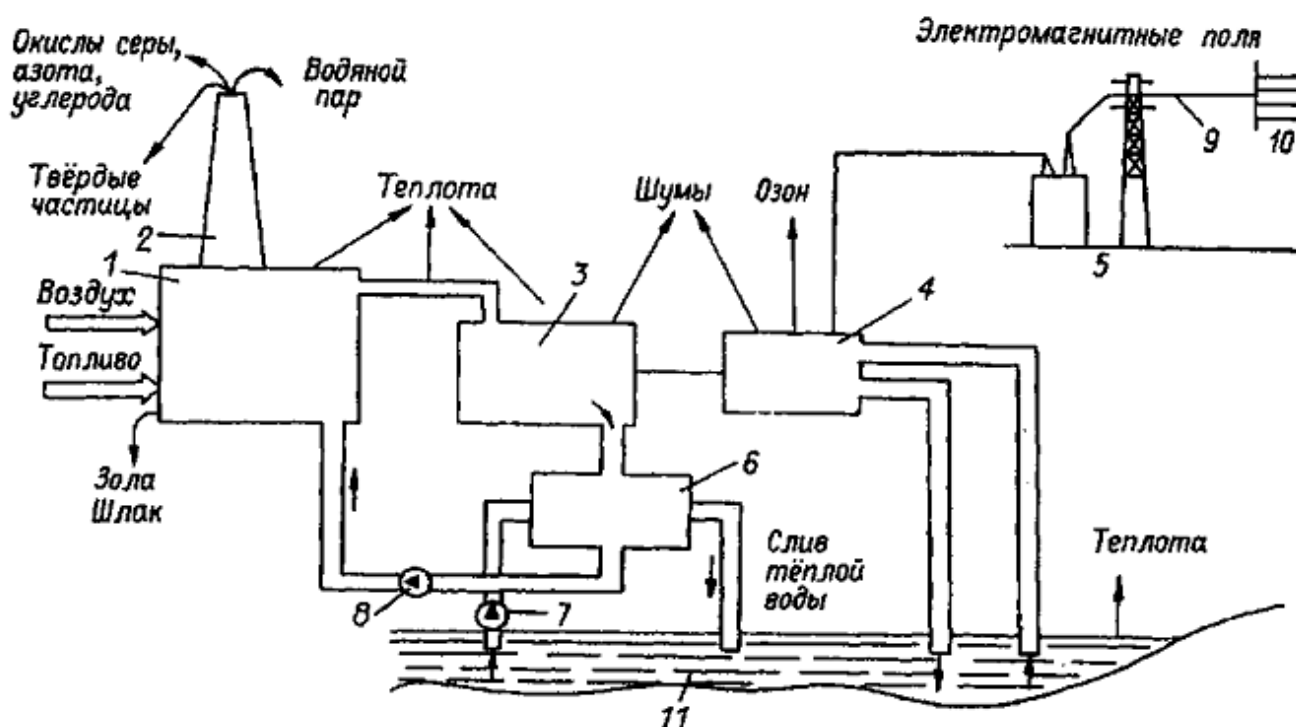 Окислы серы,
азота,
углерода
Водяной
пар
Электромагнитные поля
9
10
Твёрдые
частицы
Теплота
Шумы
Озон
2
5
1
3
4
Воздух
Топливо
6
Зола
Шлак
Слив
тёплой
воды
Теплота
8
7
11